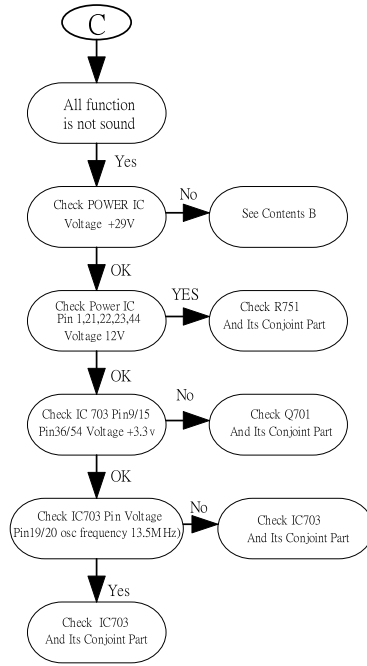 C
All function
is not sound
Yes
Check POWER IC
Voltage +29V
No
See Contents B
OK
Check Power IC
Pin 1,21,22,23,44
Voltage 12V
YES
Check R751
And Its Conjoint Part
OK
Check IC 703 Pin9/15
Pin36/54 Voltage +3.3v
No
Check Q701
And Its Conjoint Part
OK
Check IC703 Pin Voltage
Pin19/20 osc frequency 13.5MHz)
No
Check IC703
And Its Conjoint Part
Yes
Check IC703
And Its Conjoint Part